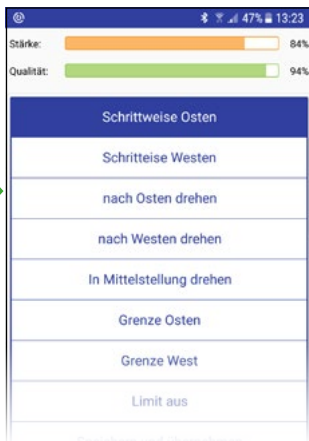 47% 13:23
Stärke: 84%
Qualität: 94%
Schrittweise Osten
Schritteise Westen
nach Osten drehen
nach Westen drehen
In Mittelstellung drehen
Grenze Osten
Grenze West
Limit aus